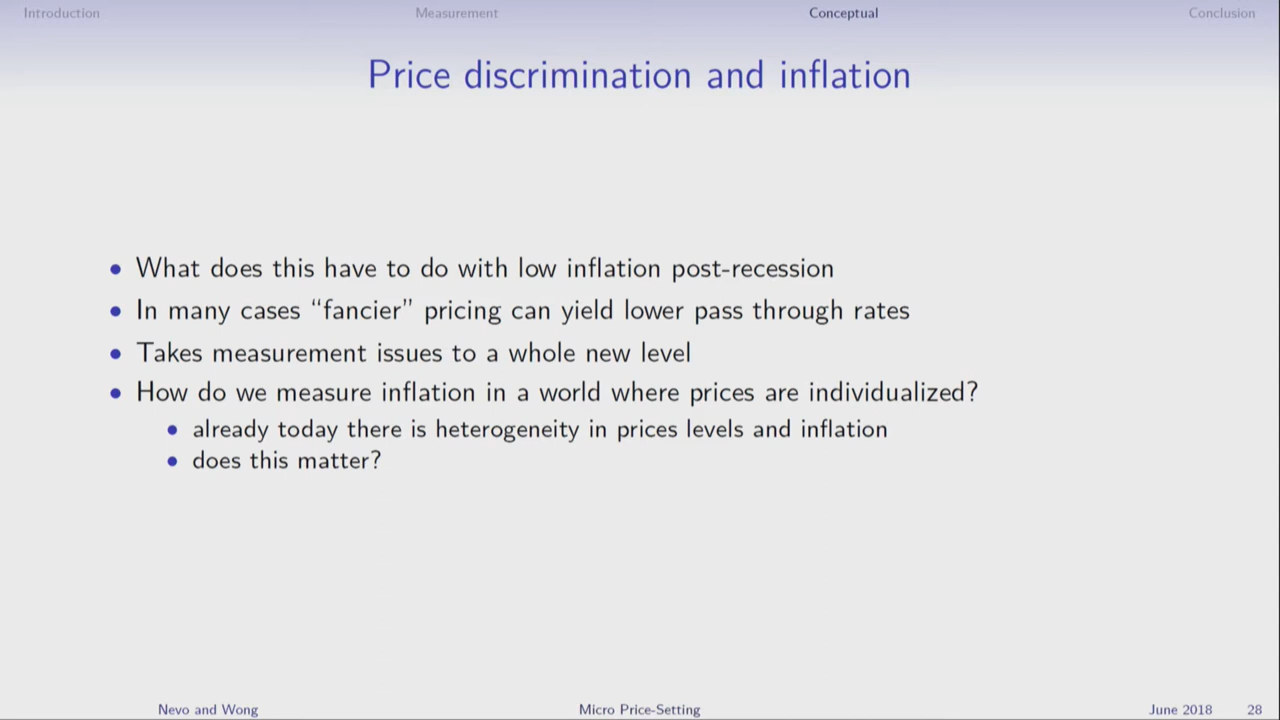 Introduction Measurement Conceptual Conclusion
Price discrimination and inflation
What does this have to do with low inflation post-recession
In many cases “fancier” pricing can yield lower pass through rates
Takes measurement issues to a whole new level
How do we measure inflation in a world where prices are individualized?
already today there is heterogeneity in prices levels and inflation
does this matter?
Nevo and Wong Micro Price-Setting June 2018 28